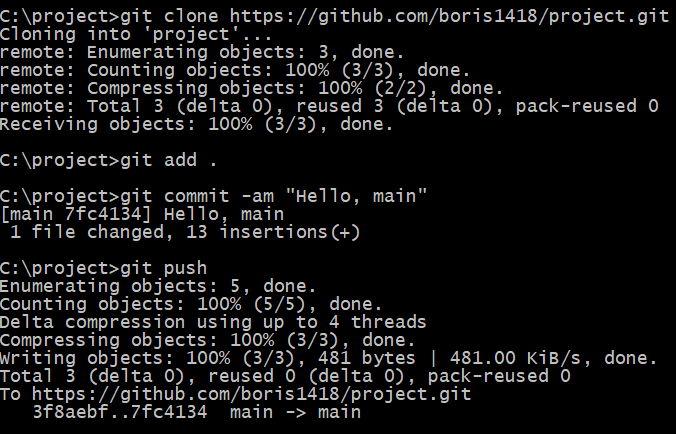 C:\>git clone https://github.com/boris1418/project.git
Cloning into 'project'...
remote: Enumerating objects: 3, done.
remote: Counting objects: 100% (3/3), done.
remote: Compressing objects: 100% (2/2), done.
remote: Total 3 (delta 0), reused 3 (delta 0), pack-reused 0
Receiving objects: 100% (3/3), done.
C:\project>git add .
C:\project>git commit -am "Hello, main"
[main 7fc4134] Hello, main
1 file changed, 13 insertions(+)
C:\project>git push
Enumerating objects: 5, done.
Counting objects: 100% (5/5), done.
Delta compression using up to 4 threads
Compressing objects: 100% (3/3), done.
Writing objects: 100% (3/3), 481 bytes | 481.00 KiB/s, done.
Total 3 (delta 0), reused 0 (delta 0), pack-reused 0
To https://github.com/boris1418/project.git
3f8aebf..7fc4134 main -> main